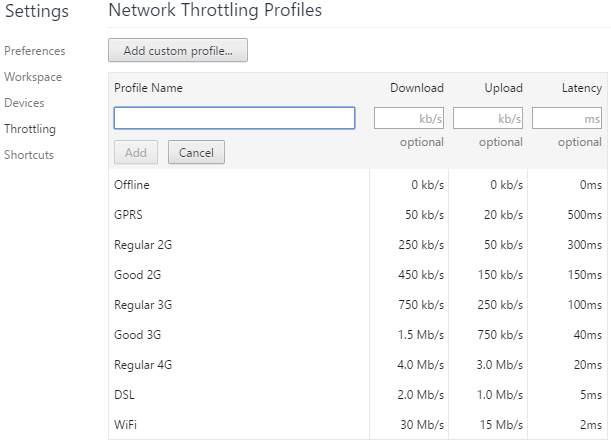 Settings
Network Throttling Profiles
Preferences
Workspace
Devices
Throttling
Shortcuts
Add custom profile...
Profile Name Download Upload Latency
kb/s kb/s ms
optional optional optional
Add Cancel
Offline 0 kb/s 0 kb/s 0ms
GPRS 50 kb/s 20 kb/s 500ms
Regular 2G 250 kb/s 50 kb/s 300ms
Good 2G 450 kb/s 150 kb/s 150ms
Regular 3G 750 kb/s 250 kb/s 100ms
Good 3G 1.5 Mb/s 750 kb/s 40ms
Regular 4G 4.0 Mb/s 3.0 Mb/s 20ms
DSL 2.0 Mb/s 1.0 Mb/s 5ms
WiFi 30 Mb/s 15 Mb/s 2ms